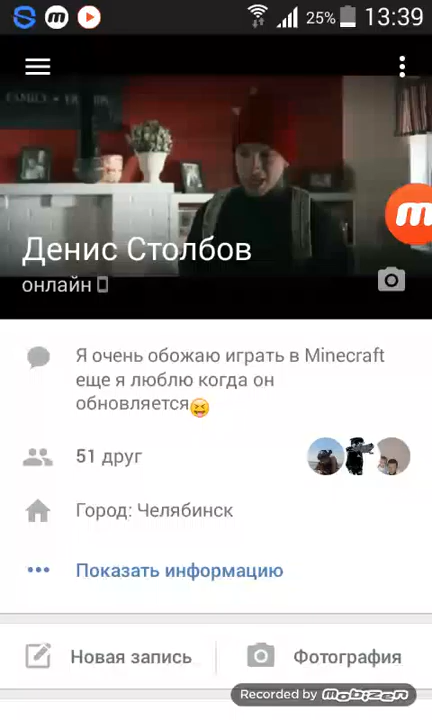 25% 13:39
FAMILY
Денис Столбов
онлайн
Я очень обожаю играть в Minecraft
еще я люблю когда он
обновляется
51 друг
Город: Челябинск
Показать информацию
Новая запись Фотография
Recorded by mobizen